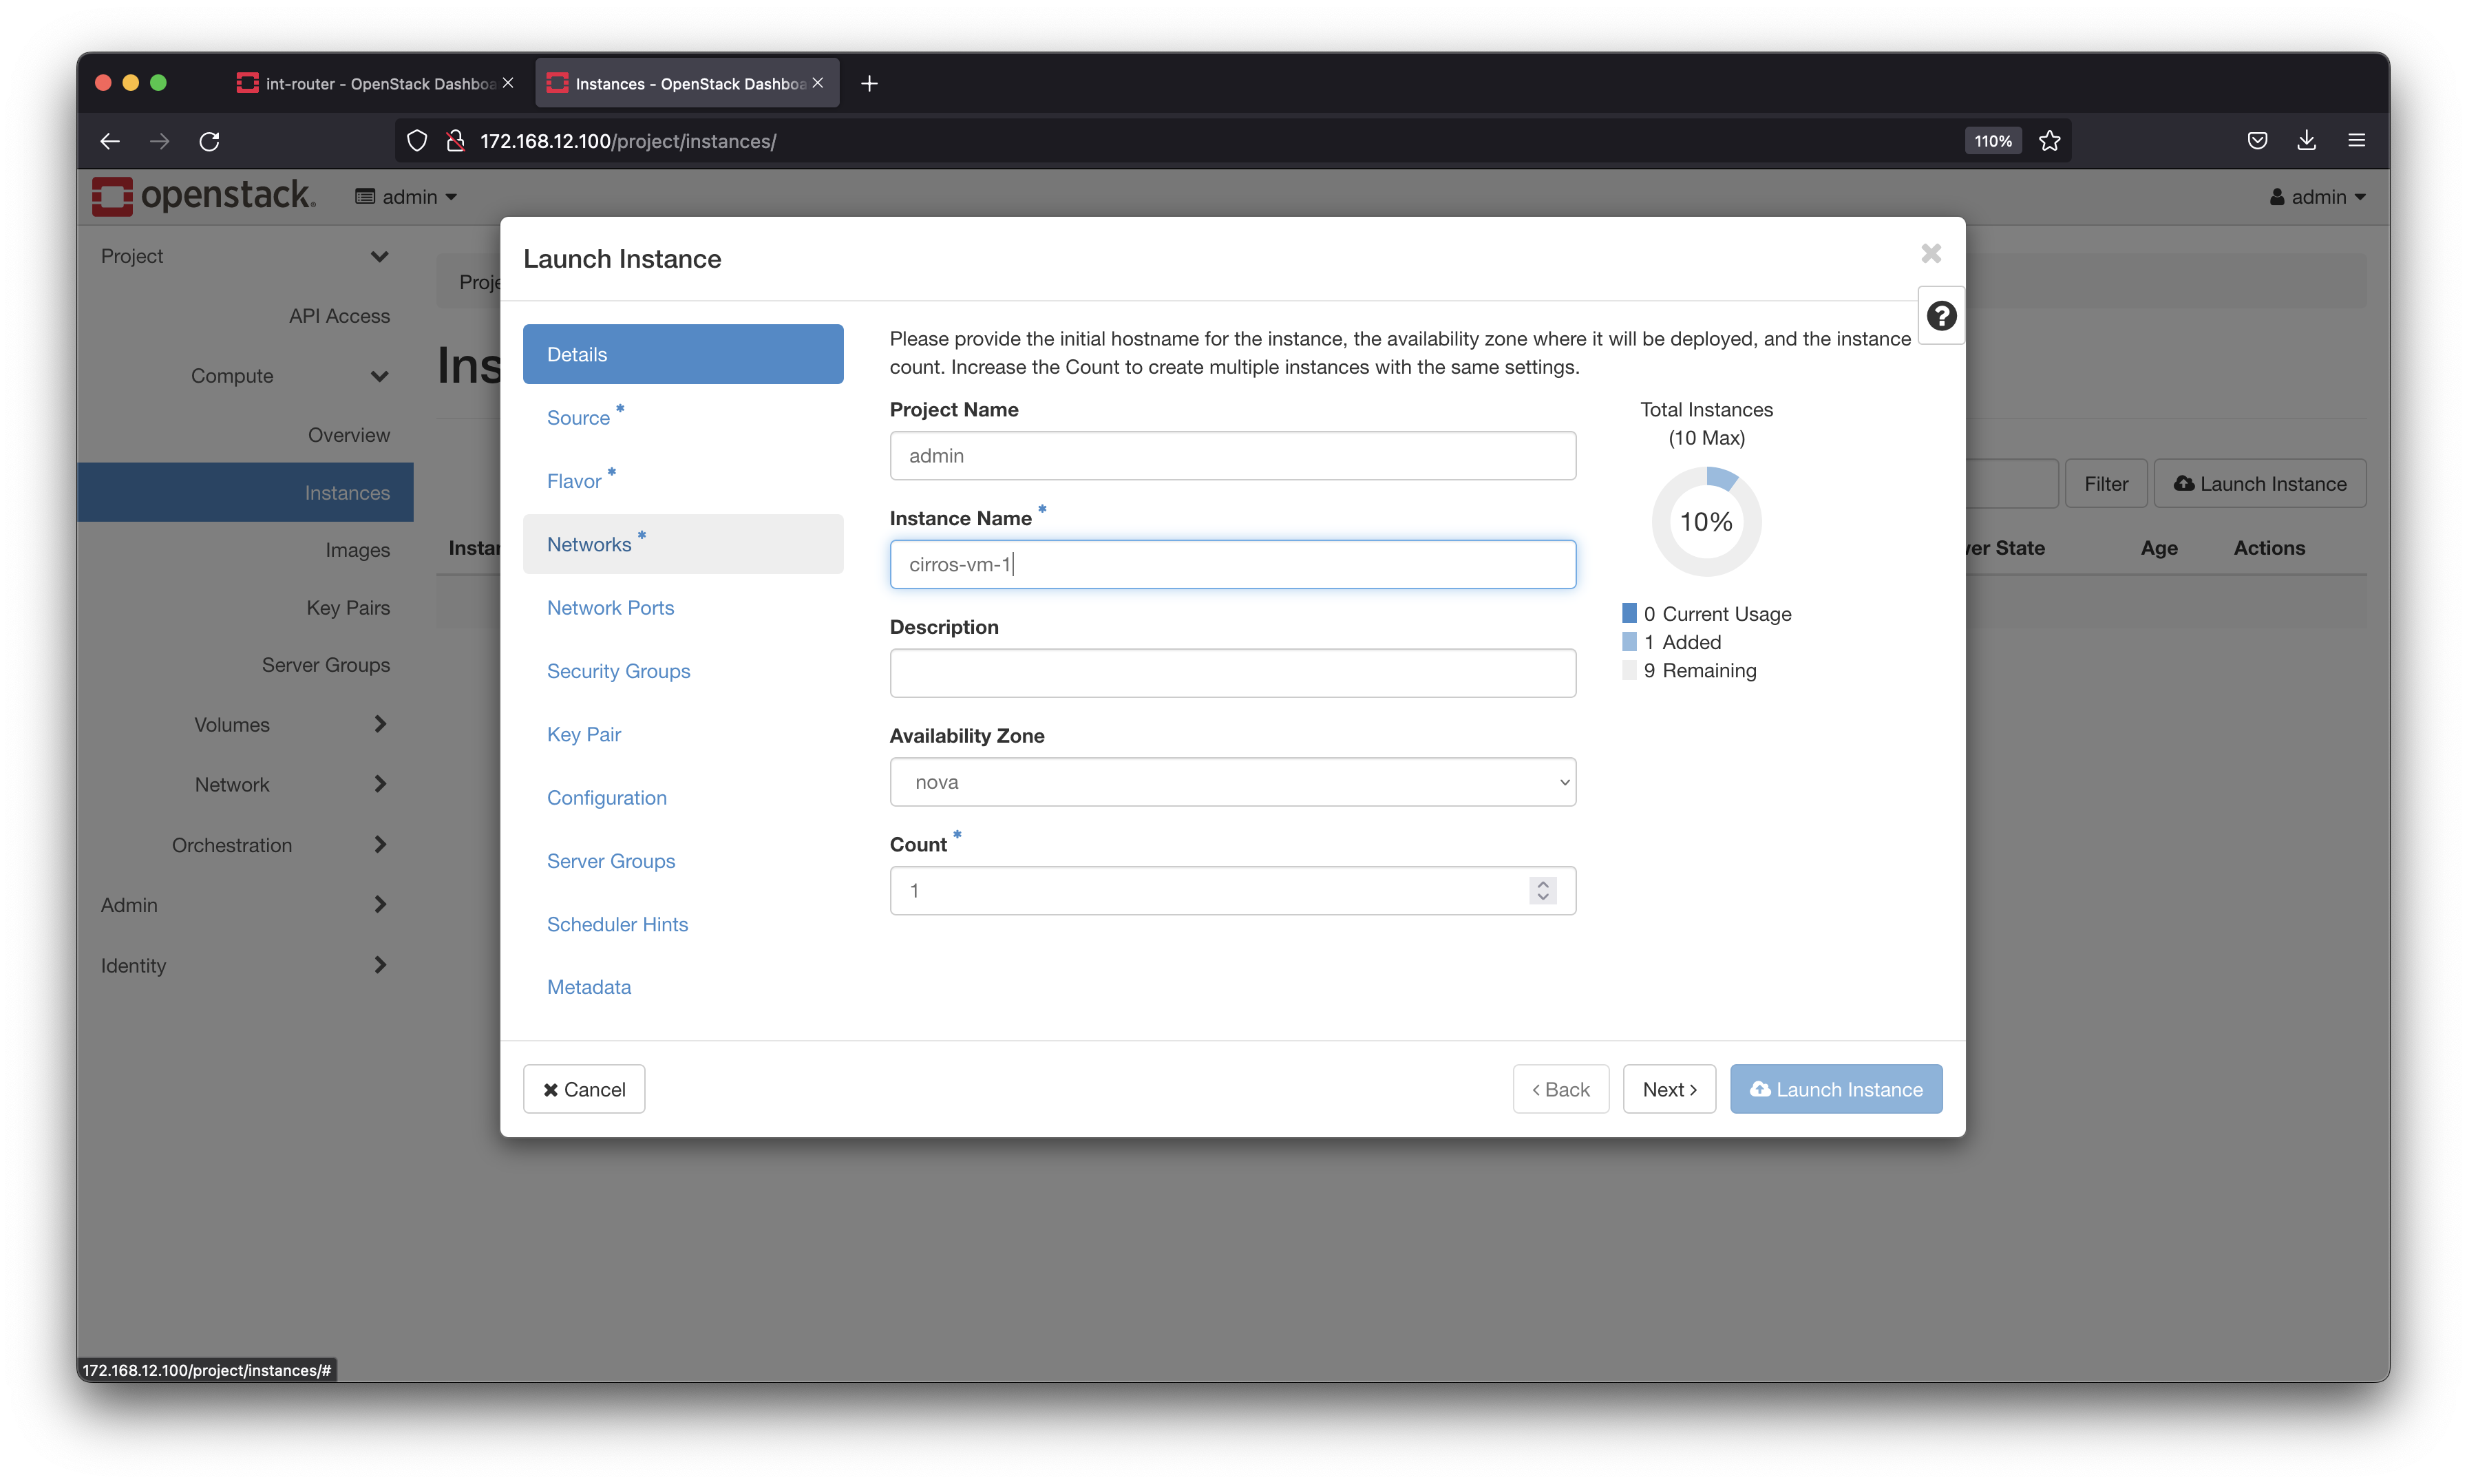 int-router - OpenStack Dashboa
Instances - OpenStack Dashboa
172.168.12.100/project/instances/
110%
openstack.
admin
admin
Project
API Access
Compute
Overview
Instances
Images
Key Pairs
Server Groups
Volumes
Network
Orchestration
Admin
Identity
Proje
Ins
Filter
Launch Instance
Instan
ver State
Age
Actions
Launch Instance
Details
Source *
Flavor *
Networks *
Network Ports
Security Groups
Key Pair
Configuration
Server Groups
Scheduler Hints
Metadata
Please provide the initial hostname for the instance, the availability zone where it will be deployed, and the instance
count. Increase the Count to create multiple instances with the same settings.
Project Name
admin
Instance Name *
cirros-vm-1
Description
Availability Zone
nova
Count *
1
Total Instances
(10 Max)
10%
0 Current Usage
1 Added
9 Remaining
Cancel
Back
Next
Launch Instance
172.168.12.100/project/instances/#